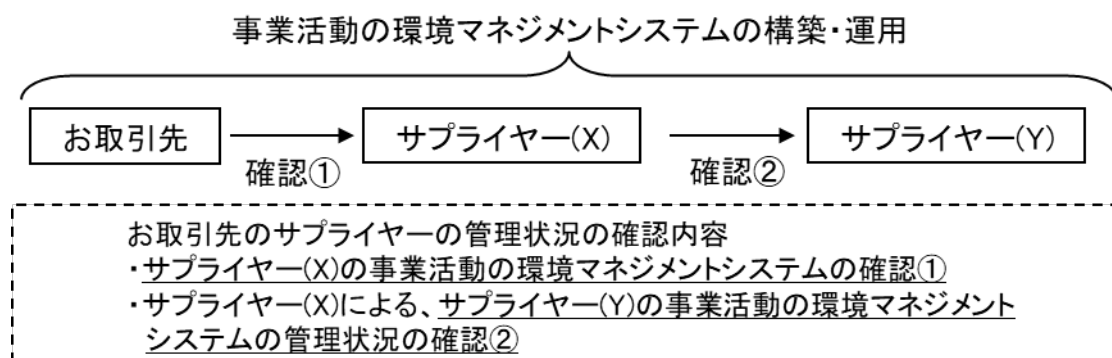 事業活動の環境マネジメントシステムの構築・運用
お取引先
サプライヤー(X)
サプライヤー(Y)
確認①
確認②
お取引先のサプライヤーの管理状況の確認内容
・サプライヤー(X)の事業活動の環境マネジメントシステムの確認①
・サプライヤー(X)による、サプライヤー(Y)の事業活動の環境マネジメント
システムの管理状況の確認②